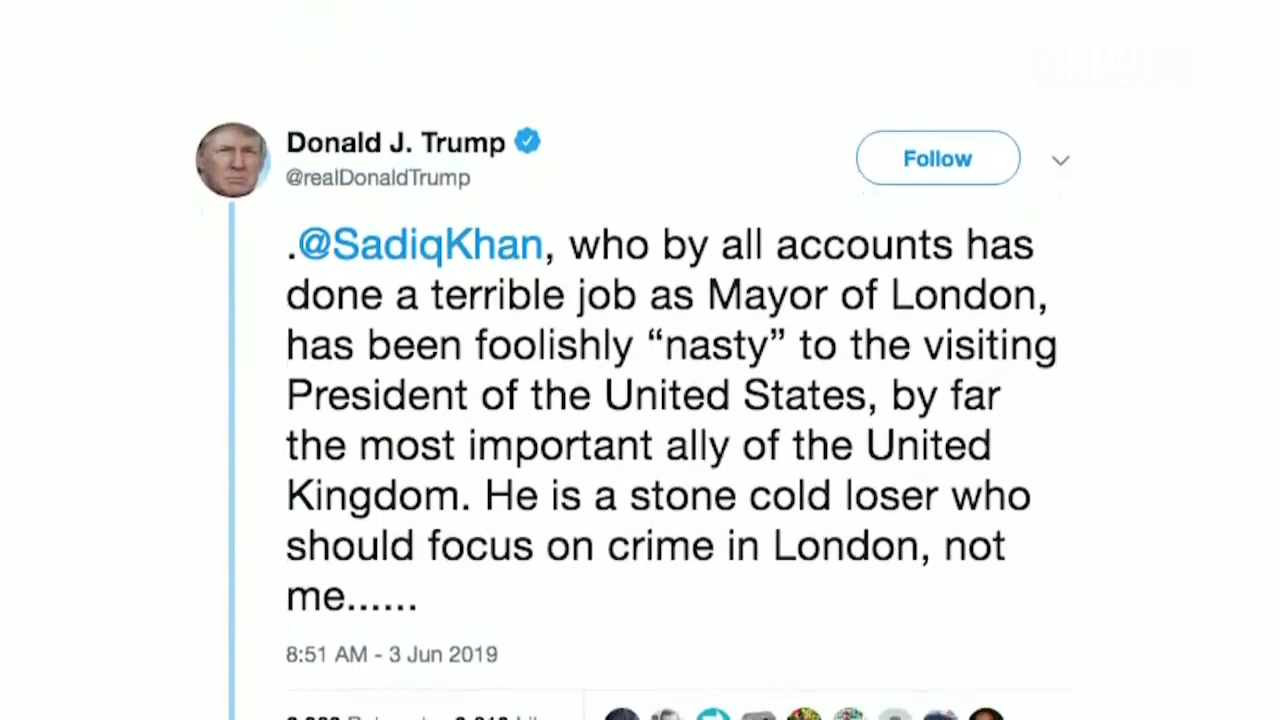 Donald J. Trump
@realDonaldTrump
Follow
.@SadiqKhan, who by all accounts has
done a terrible job as Mayor of London,
has been foolishly “nasty” to the visiting
President of the United States, by far
the most important ally of the United
Kingdom. He is a stone cold loser who
should focus on crime in London, not
me......
8:51 AM - 3 Jun 2019